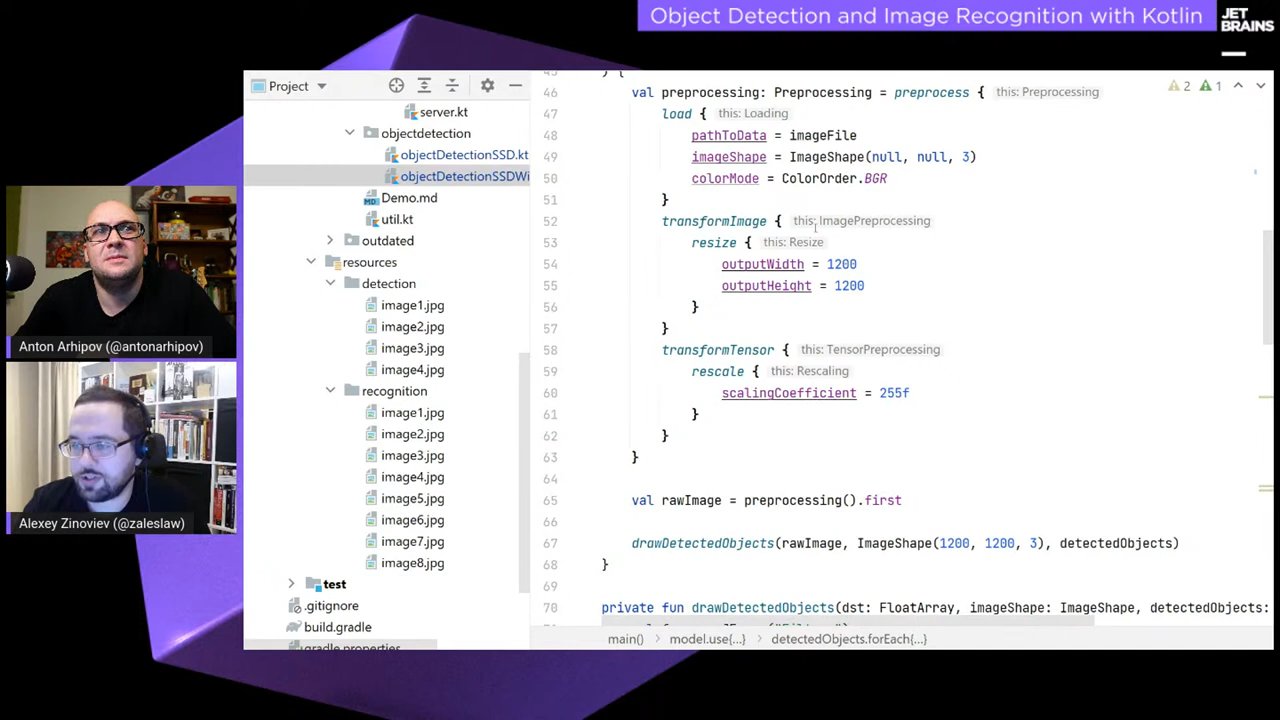 Object Detection and Image Recognition with Kotlin
JET
BRAINS
Anton Arhipov (@antonarhipov)
Alexey Zinoviev (@zaleslaw)
Project
server.kt
objectdetection
objectDetectionSSD.kt
objectDetectionSSDWi
Demo.md
util.kt
outdated
resources
detection
image1.jpg
image2.jpg
image3.jpg
image4.jpg
recognition
image1.jpg
image2.jpg
image3.jpg
image4.jpg
image5.jpg
image6.jpg
image7.jpg
image8.jpg
test
.gitignore
build.gradle
gradle.properties
45 ) {
46 val preprocessing: Preprocessing = preprocess { this: Preprocessing
47 load { this: Loading
48 pathToData = imageFile
49 imageShape = ImageShape(null, null, 3)
50 colorMode = ColorOrder.BGR
51 }
52 transformImage { this: ImagePreprocessing
53 resize { this: Resize
54 outputWidth = 1200
55 outputHeight = 1200
56 }
57 }
58 transformTensor { this: TensorPreprocessing
59 rescale { this: Rescaling
60 scalingCoefficient = 255f
61 }
62 }
63 }
64
65 val rawImage = preprocessing().first
66
67 drawDetectedObjects(rawImage, ImageShape(1200, 1200, 3), detectedObjects)
68 }
69
70 private fun drawDetectedObjects(dst: FloatArray, imageShape: ImageShape, detectedObjects:
2 1
main() model.use{...} detectedObjects.forEach{...}